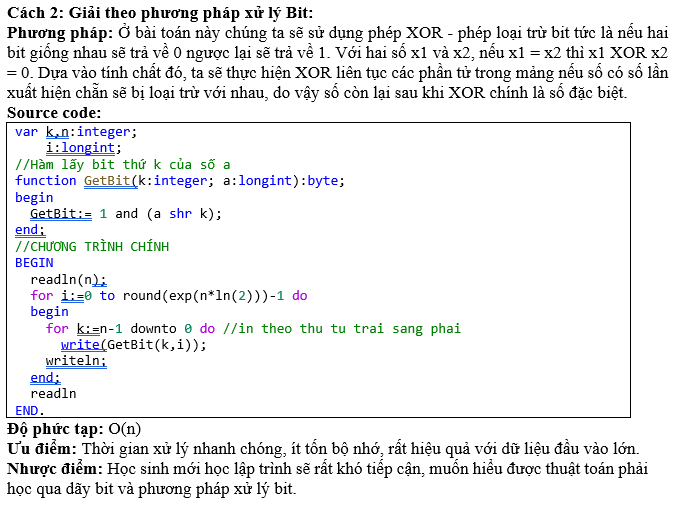 Cách 2: Giải theo phương pháp xử lý Bit:
Phương pháp: Ở bài toán này chúng ta sẽ sử dụng phép XOR - phép loại trừ bit tức là nếu hai
bit giống nhau sẽ trả về 0 ngược lại sẽ trả về 1. Với hai số x1 và x2, nếu x1 = x2 thì x1 XOR x2
= 0. Dựa vào tính chất đó, ta sẽ thực hiện XOR liên tục các phần tử trong mảng nếu số có số lần
xuất hiện chẵn sẽ bị loại trừ với nhau, do vậy số còn lại sau khi XOR chính là số đặc biệt.
Source code:
var k,n:integer;
    i:longint;
//Hàm lấy bit thứ k của số a
function GetBit(k:integer; a:longint):byte;
begin
  GetBit:= 1 and (a shr k);
end;
//CHƯƠNG TRÌNH CHÍNH
BEGIN
  readln(n);
  for i:=0 to round(exp(n*ln(2)))-1 do
  begin
    for k:=n-1 downto 0 do //in theo thu tu trai sang phai
      write(GetBit(k,i));
    writeln;
  end;
  readln
END.
Độ phức tạp: O(n)
Ưu điểm: Thời gian xử lý nhanh chóng, ít tốn bộ nhớ, rất hiệu quả với dữ liệu đầu vào lớn.
Nhược điểm: Học sinh mới học lập trình sẽ rất khó tiếp cận, muốn hiểu được thuật toán phải
học qua dãy bit và phương pháp xử lý bit.